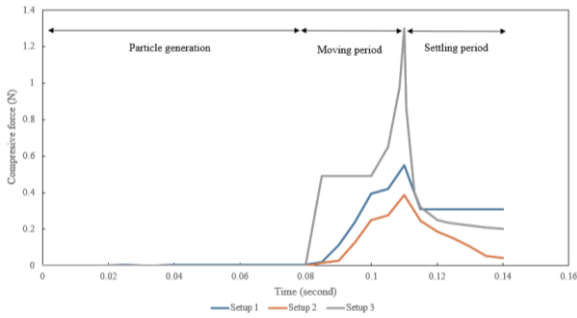 1.4
1.2
1
0.8
0.6
0.4
0.2
0
Particle generation
Moving period
Settling period
Compresive force (N)
0 0.02 0.04 0.06 0.08 0.1 0.12 0.14 0.16
Time (second)
Setup 1 Setup 2 Setup 3